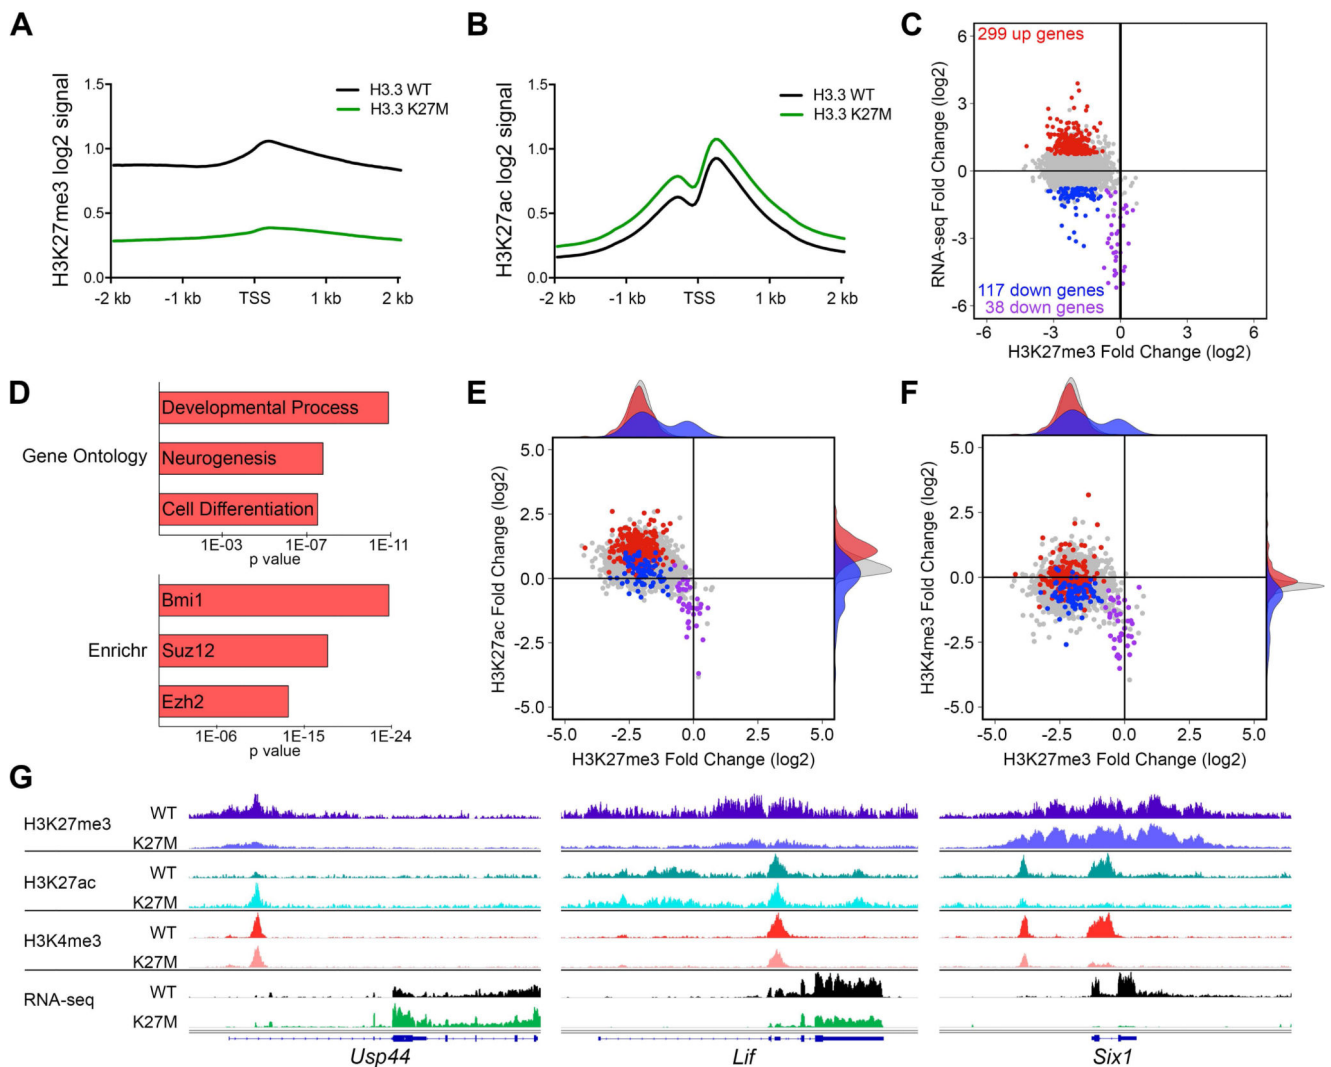 A
H3K27me3 log2 signal
1.5
1.0
0.5
0.0
-2 kb -1 kb TSS 1 kb 2 kb
H3.3 WT
H3.3 K27M
B
H3K27ac log2 signal
1.5
1.0
0.5
0.0
-2 kb -1 kb TSS 1 kb 2 kb
H3.3 WT
H3.3 K27M
C
RNA-seq Fold Change (log2)
6
3
0
-3
-6
299 up genes
117 down genes
38 down genes
-6 -3 0 3 6
H3K27me3 Fold Change (log2)
D
Gene Ontology
Developmental Process
Neurogenesis
Cell Differentiation
1E-03 1E-07 1E-11
p value
Enrichr
Bmi1
Suz12
Ezh2
1E-06 1E-15 1E-24
p value
E
H3K27ac Fold Change (log2)
5.0
2.5
0.0
-2.5
-5.0
-5.0 -2.5 0.0 2.5 5.0
H3K27me3 Fold Change (log2)
F
H3K4me3 Fold Change (log2)
5.0
2.5
0.0
-2.5
-5.0
-5.0 -2.5 0.0 2.5 5.0
H3K27me3 Fold Change (log2)
G
H3K27me3
WT
K27M
H3K27ac
WT
K27M
H3K4me3
WT
K27M
RNA-seq
WT
K27M
Usp44
Lif
Six1